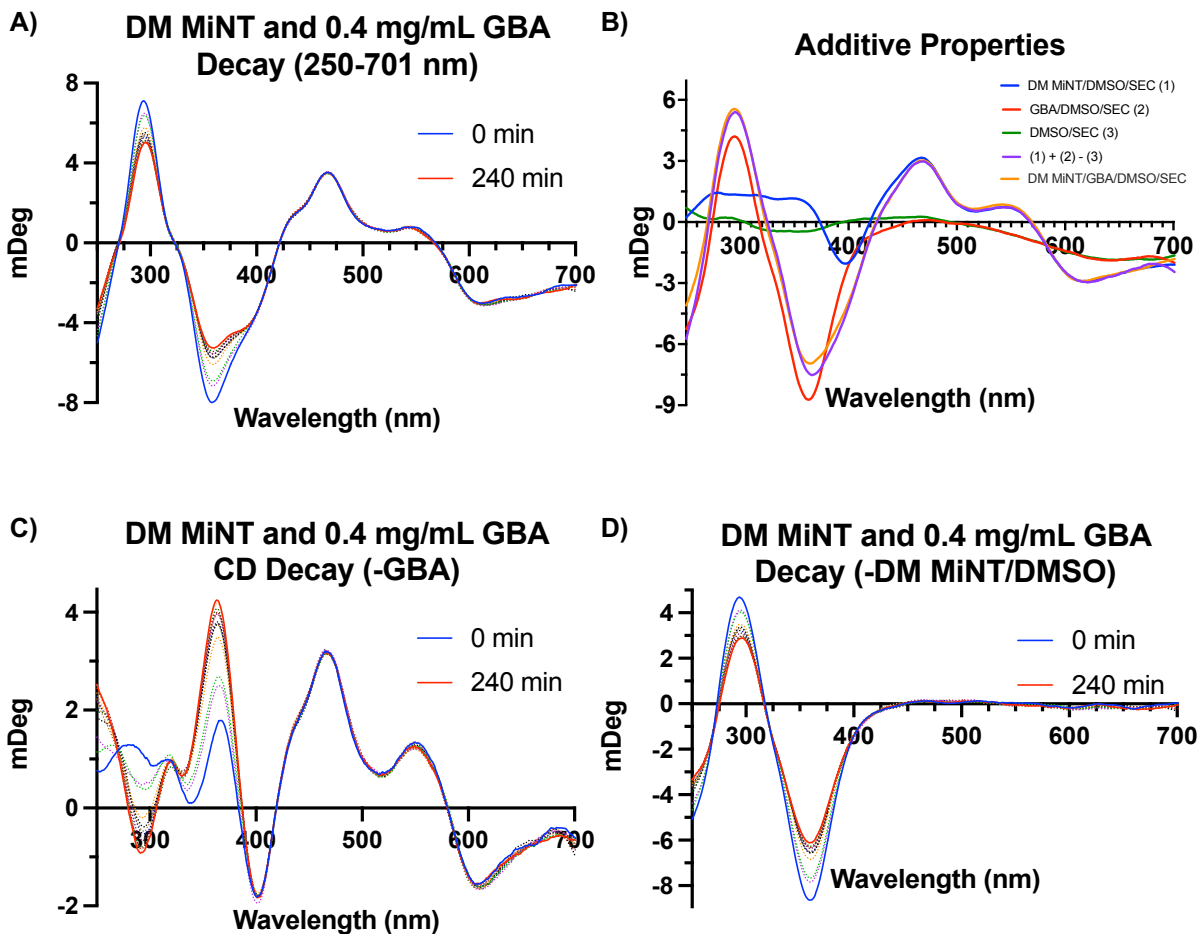 A)
DM MiNT and 0.4 mg/mL GBA
Decay (250-701 nm)
8
4
0
-4
-8
mDeg
300
400
500
600
700
0 min
240 min
Wavelength (nm)
B)
Additive Properties
6
3
0
-3
-6
-9
mDeg
300
400
500
600
700
DM MiNT/DMSO/SEC (1)
GBA/DMSO/SEC (2)
DMSO/SEC (3)
(1) + (2) - (3)
DM MiNT/GBA/DMSO/SEC
Wavelength (nm)
C)
DM MiNT and 0.4 mg/mL GBA
CD Decay (-GBA)
4
2
0
-2
mDeg
300
400
500
600
700
0 min
240 min
Wavelength (nm)
D)
DM MiNT and 0.4 mg/mL GBA
Decay (-DM MiNT/DMSO)
4
2
0
-2
-4
-6
-8
mDeg
300
400
500
600
700
0 min
240 min
Wavelength (nm)